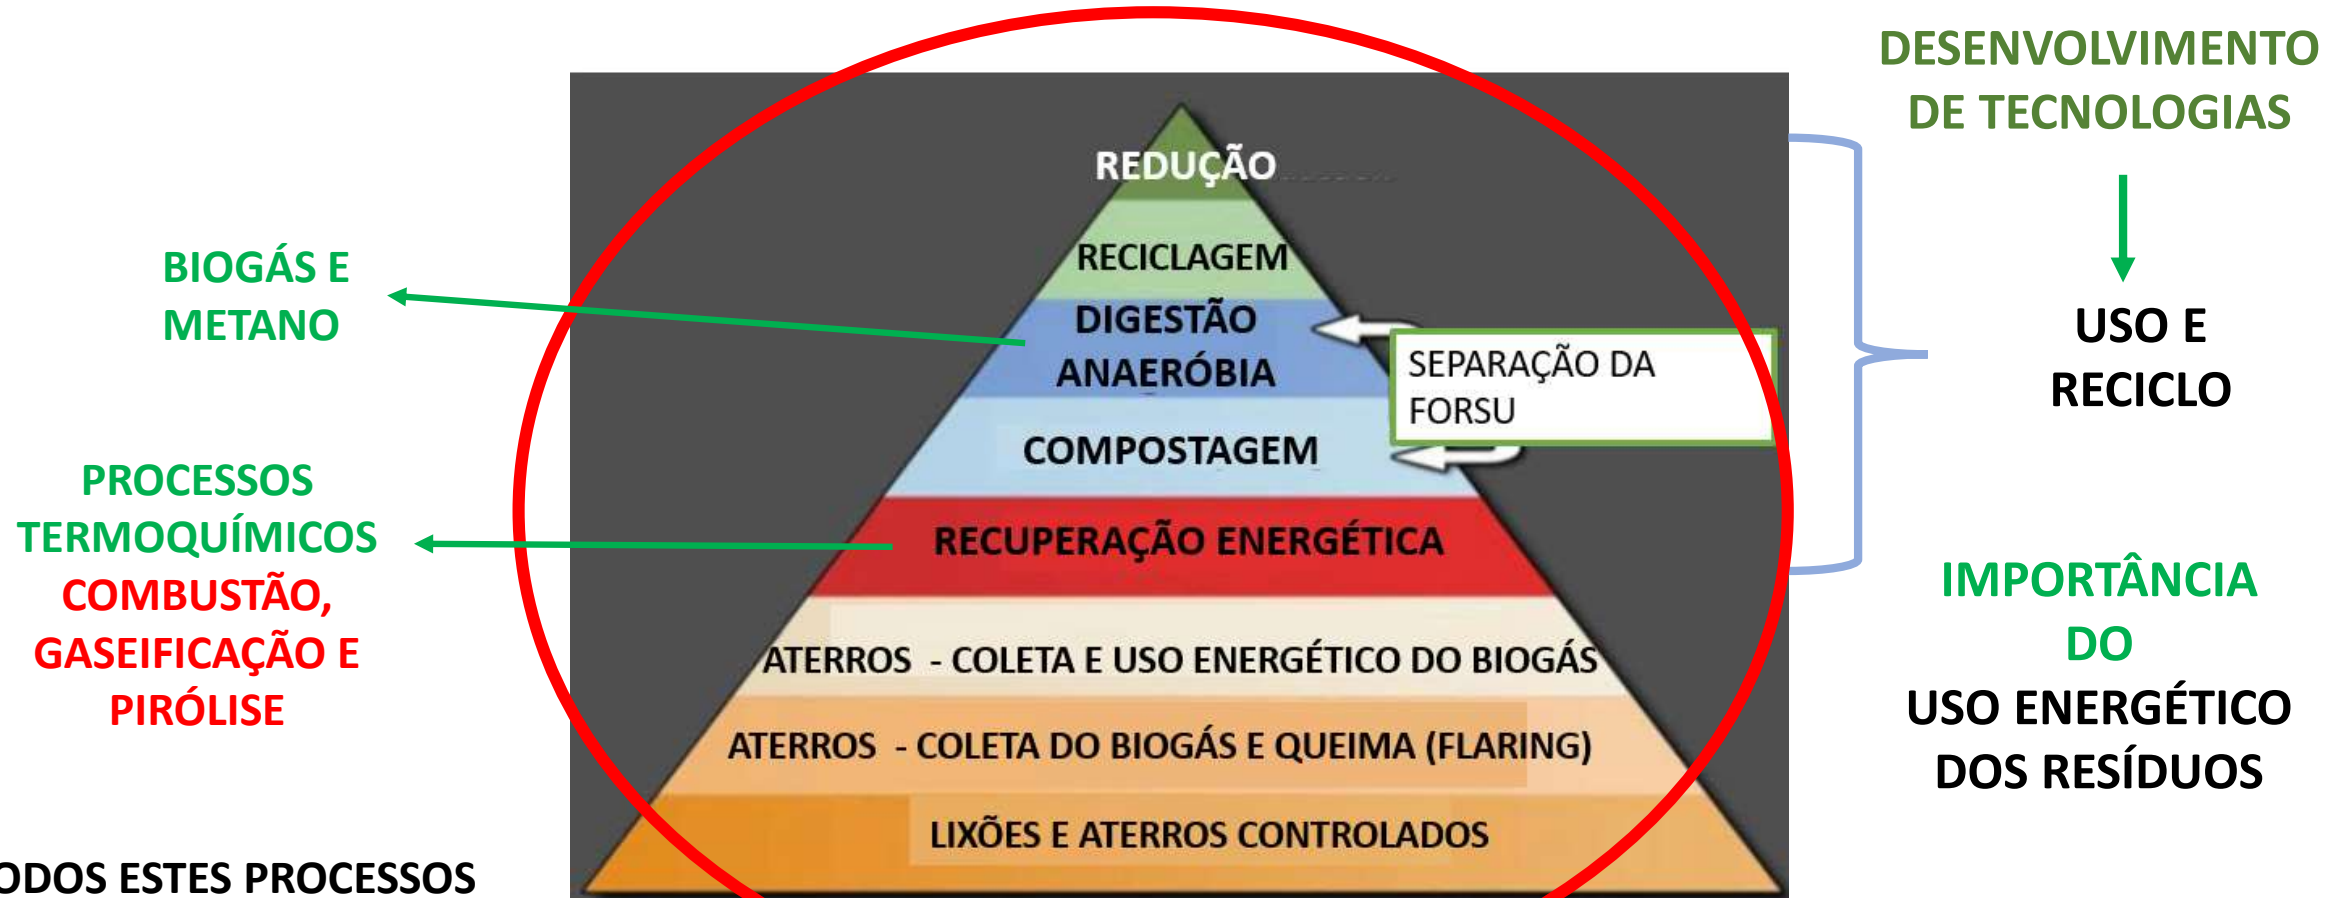 DESENVOLVIMENTO
DE TECNOLOGIAS
REDUÇÃO
RECICLAGEM
BIOGÁS E
METANO
DIGESTÃO
ANAERÓBIA
SEPARAÇÃO DA
FORSU
USO E
RECICLO
COMPOSTAGEM
PROCESSOS
TERMOQUÍMICOS
COMBUSTÃO,
GASEIFICAÇÃO E
PIRÓLISE
RECUPERAÇÃO ENERGÉTICA
IMPORTÂNCIA
DO
USO ENERGÉTICO
DOS RESÍDUOS
ATERROS - COLETA E USO ENERGÉTICO DO BIOGÁS
ATERROS - COLETA DO BIOGÁS E QUEIMA (FLARING)
LIXÕES E ATERROS CONTROLADOS
ODOS ESTES PROCESSOS